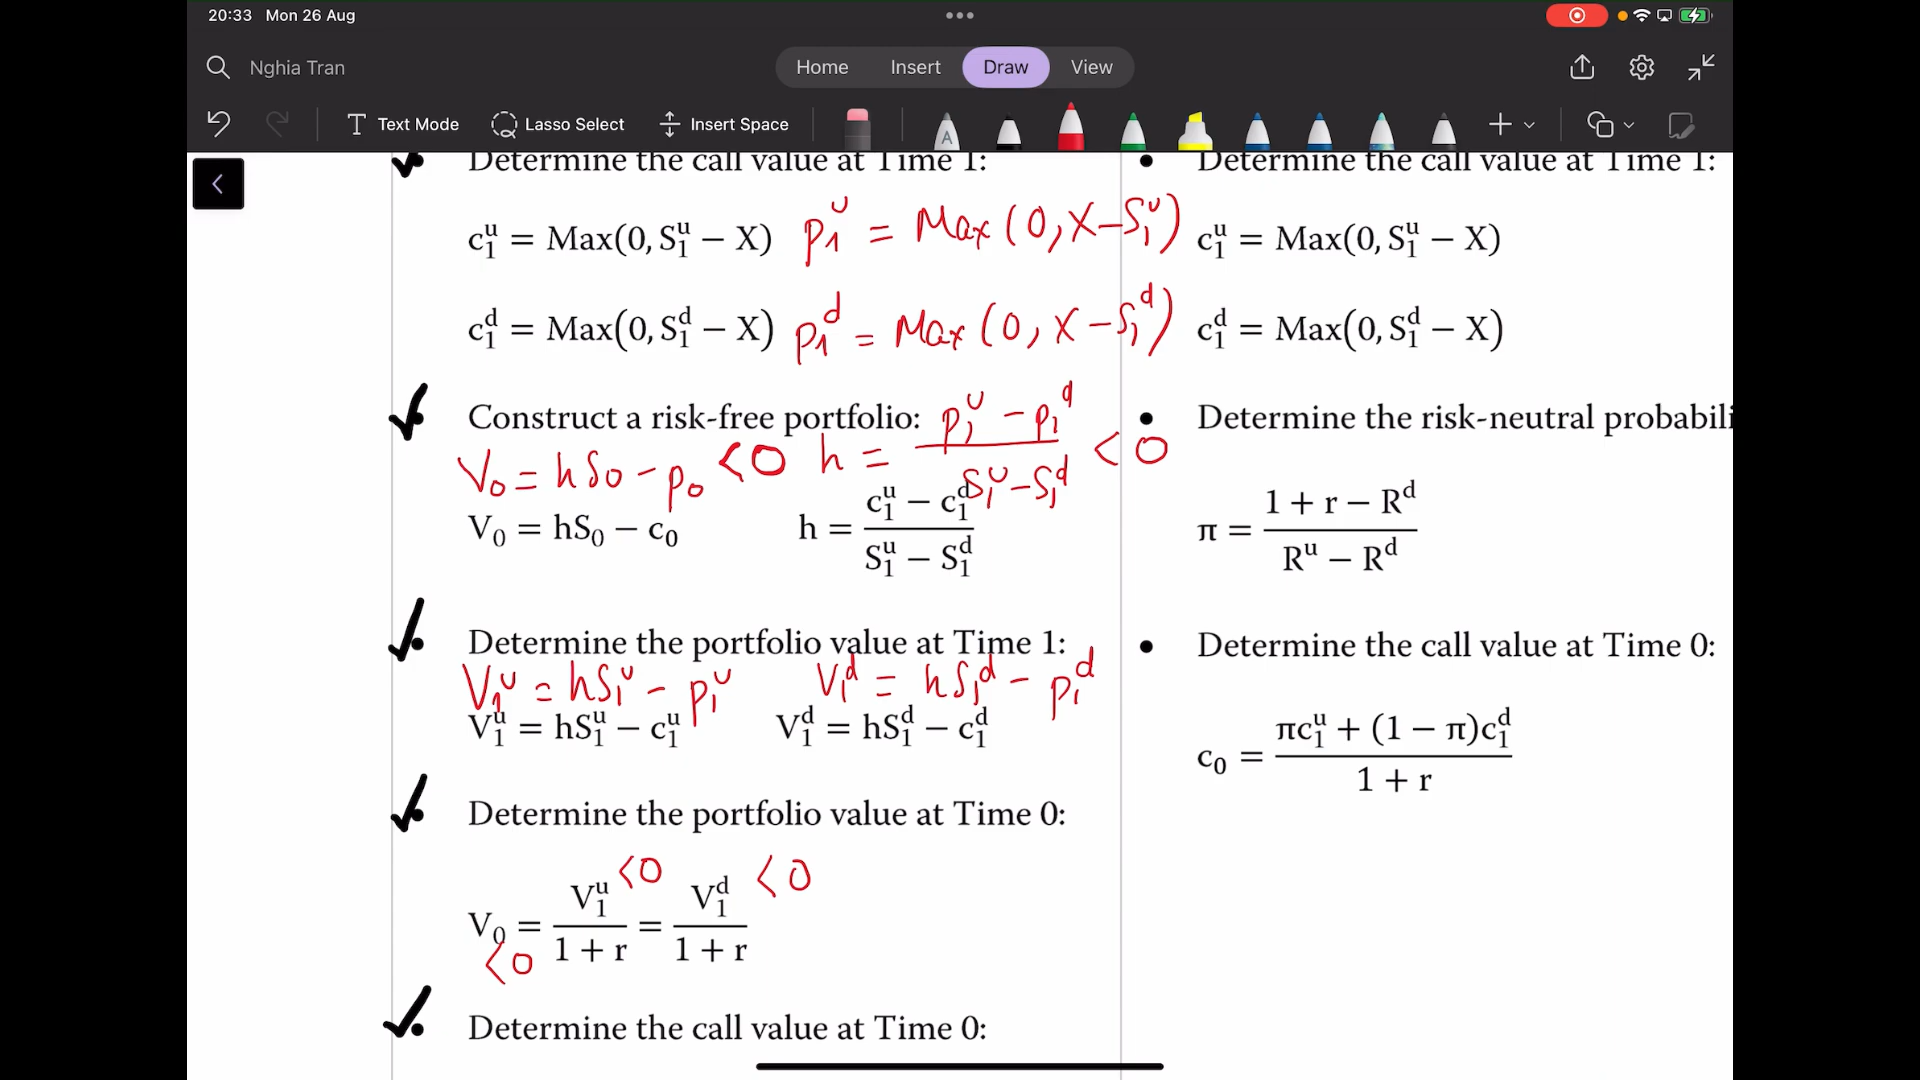 20:33 Mon 26 Aug
Nghia Tran
Home Insert Draw View
Text Mode Lasso Select Insert Space A
Determine the call value at Time 1:
c₁ᵘ = Max(0, S₁ᵘ − X) p₁ᵘ = Max (0, X − S₁ᵘ)
c₁ᵈ = Max(0, S₁ᵈ − X) p₁ᵈ = Max (0, X − S₁ᵈ)
• Construct a risk-free portfolio:
V₀ = hS₀ − p₀ < 0 h = (p₁ᵘ − p₁ᵈ) / (S₁ᵘ − S₁ᵈ) < 0
V₀ = hS₀ − c₀ h = (c₁ᵘ − c₁ᵈ) / (S₁ᵘ − S₁ᵈ)
• Determine the portfolio value at Time 1:
V₁ᵘ = hS₁ᵘ − p₁ᵘ V₁ᵈ = hS₁ᵈ − p₁ᵈ
V₁ᵘ = hS₁ᵘ − c₁ᵘ V₁ᵈ = hS₁ᵈ − c₁ᵈ
• Determine the portfolio value at Time 0:
<0 <0
V₀ = V₁ᵘ / (1 + r) = V₁ᵈ / (1 + r)
<0
• Determine the call value at Time 0:
• Determine the call value at Time 1:
c₁ᵘ = Max(0, S₁ᵘ − X)
c₁ᵈ = Max(0, S₁ᵈ − X)
• Determine the risk-neutral probabili
π = (1 + r − Rᵈ) / (Rᵘ − Rᵈ)
• Determine the call value at Time 0:
c₀ = (πc₁ᵘ + (1 − π)c₁ᵈ) / (1 + r)